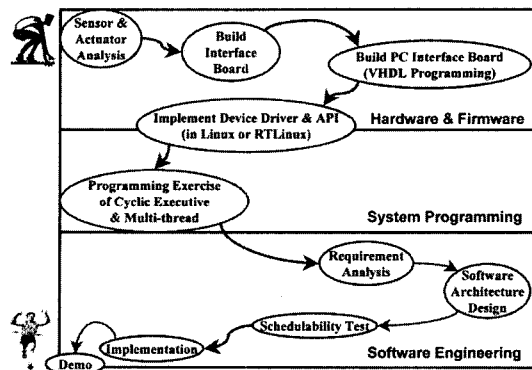 Sensor &
Actuator
Analysis
Build
Interface
Board
Build PC Interface Board
(VHDL Programming)
Implement Device Driver & API
(in Linux or RTLinux)
Hardware & Firmware
Programming Exercise
of Cyclic Executive
& Multi-thread
System Programming
Requirement
Analysis
Software
Architecture
Design
Schedulability Test
Implementation
Demo
Software Engineering